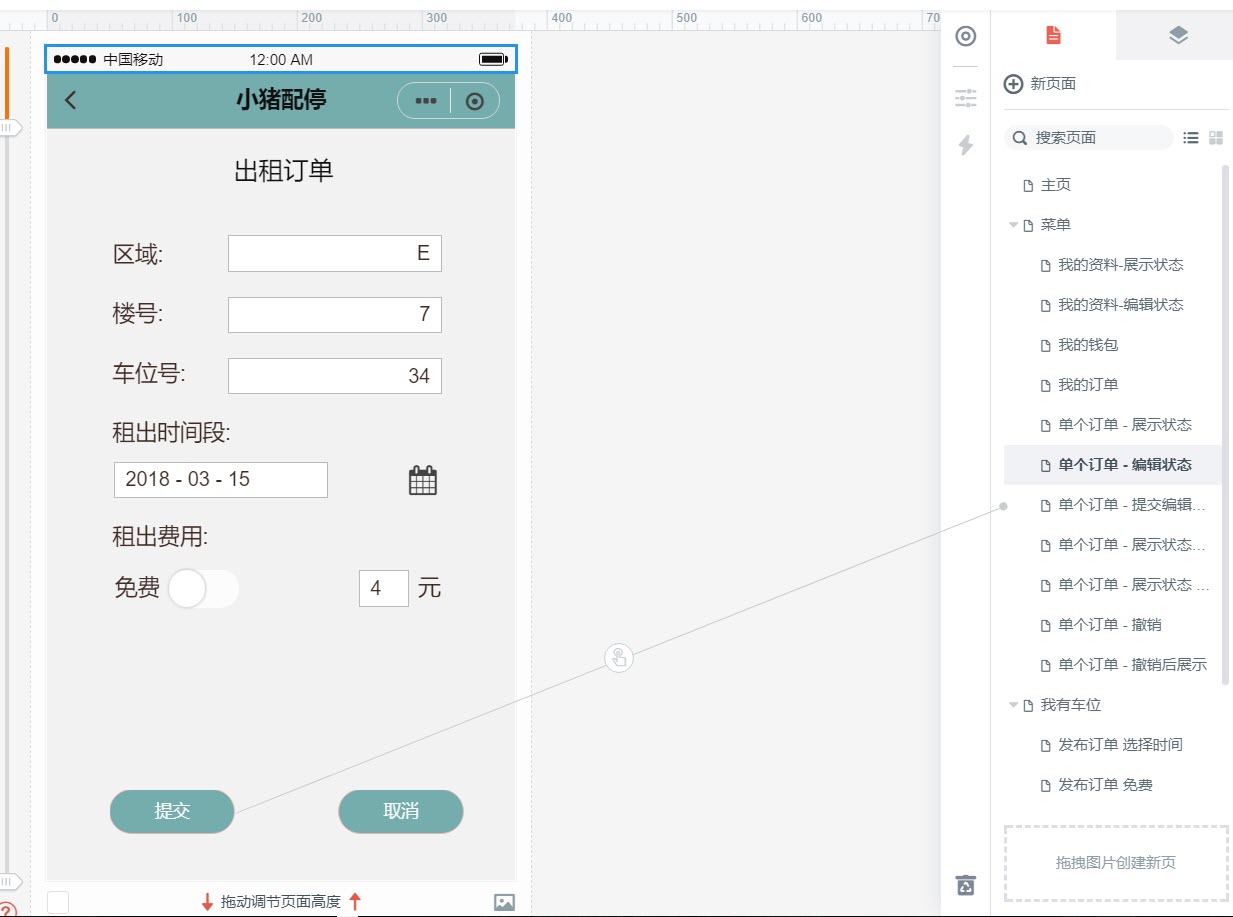 0 100 200 300 400 500 600 70
中国移动 12:00 AM
小猪配停
出租订单
区域: E
楼号: 7
车位号: 34
租出时间段:
2018 - 03 - 15
租出费用:
免费 4 元
提交 取消
拖动调节页面高度
?
新页面
搜索页面
主页
菜单
我的资料-展示状态
我的资料-编辑状态
我的钱包
我的订单
单个订单 - 展示状态
单个订单 - 编辑状态
单个订单 - 提交编辑...
单个订单 - 展示状态...
单个订单 - 展示状态 ...
单个订单 - 撤销
单个订单 - 撤销后展示
我有车位
发布订单 选择时间
发布订单 免费
拖拽图片创建新页